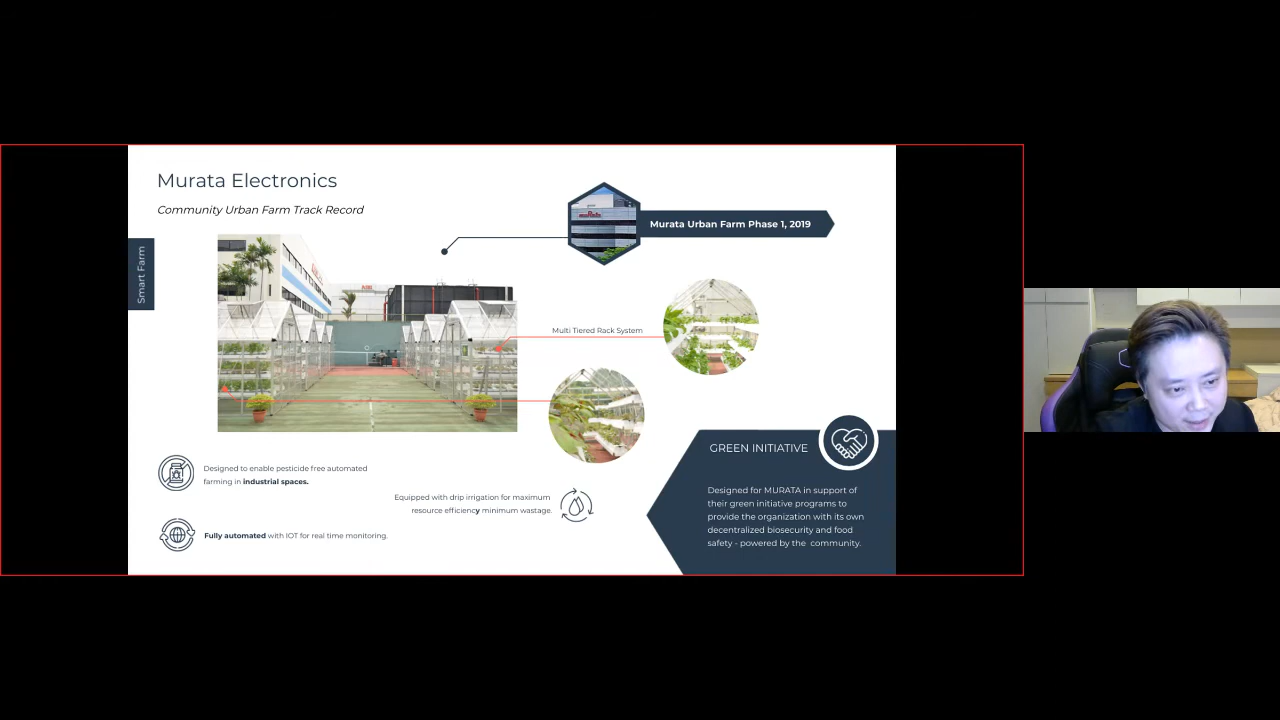 Murata Electronics
Community Urban Farm Track Record
Smart Farm
muRata
Murata Urban Farm Phase 1, 2019
Multi Tiered Rack System
Designed to enable pesticide free automated
farming in industrial spaces.
Equipped with drip irrigation for maximum
resource efficiency minimum wastage.
Fully automated with IOT for real time monitoring.
GREEN INITIATIVE
Designed for MURATA in support of
their green initiative programs to
provide the organization with its own
decentralized biosecurity and food
safety - powered by the community.